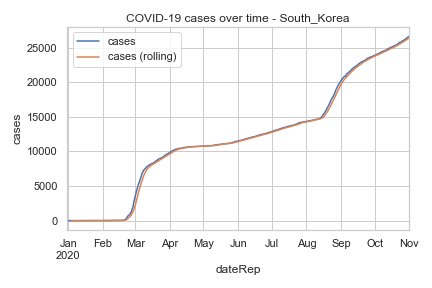 COVID-19 cases over time - South_Korea
cases
cases (rolling)
cases
25000
20000
15000
10000
5000
0
Jan Feb Mar Apr May Jun Jul Aug Sep Oct Nov
2020
dateRep